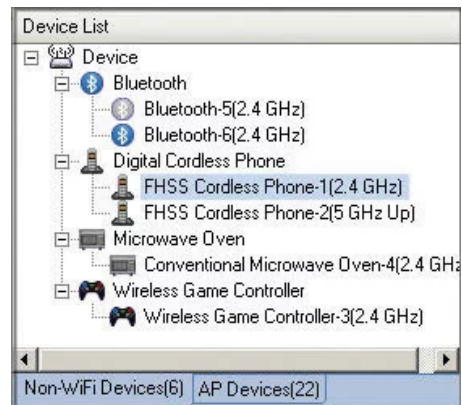 Device List
Device
Bluetooth
Bluetooth-5(2.4 GHz)
Bluetooth-6(2.4 GHz)
Digital Cordless Phone
FHSS Cordless Phone-1(2.4 GHz)
FHSS Cordless Phone-2(5 GHz Up)
Microwave Oven
Conventional Microwave Oven-4(2.4 GHz
Wireless Game Controller
Wireless Game Controller-3(2.4 GHz)
Non-WiFi Devices(6) AP Devices(22)